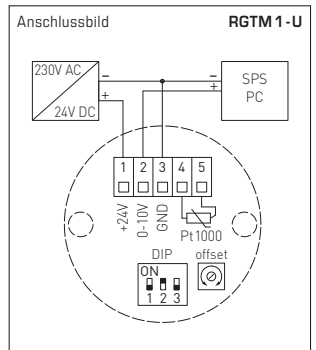 Anschlussbild RGTM 1 - U
230V AC
24V DC
–
+
–
+
SPS
PC
1 2 3 4 5
+24V
0-10V
GND
Pt1000
DIP offset
ON
1 2 3